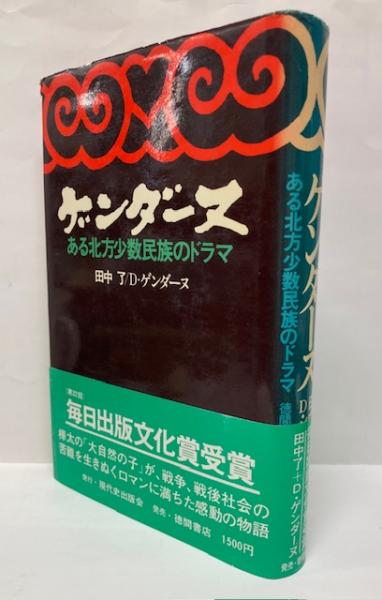 ゲンダーヌ
ある北方少数民族のドラマ
田中 了/D・ゲンダーヌ
毎日出版文化賞受賞
樺太の「大自然の子」が、戦争、戦後社会の
苦難を生きぬくロマンに満ちた感動の物語
発行・現代史出版会 発売・徳間書店 1500円
ゲンダーヌ
ある北方少数民族のドラマ
徳間
田中了+D・ゲンダーヌ